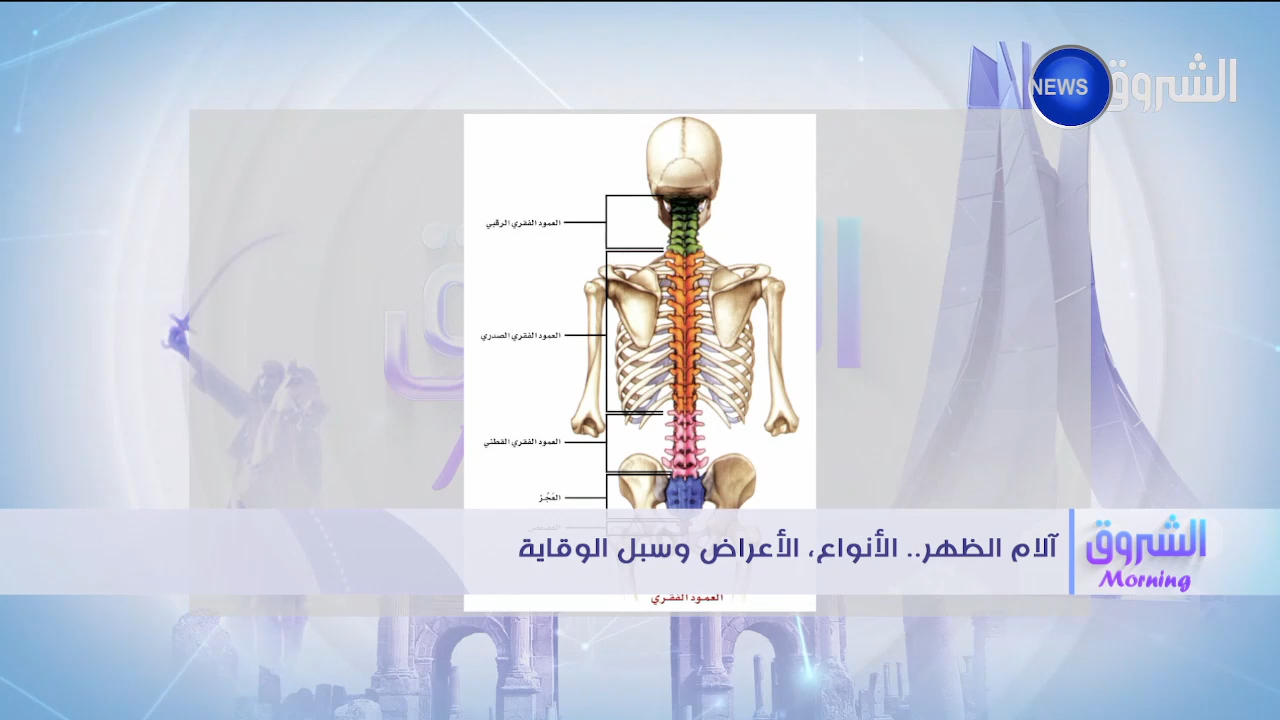 الشروق NEWS
العمود الفقري الرقبي
العمود الفقري الصدري
العمود الفقري القطني
العَجُز
العصعص
آلام الظهر.. الأنواع، الأعراض وسبل الوقاية
الشروق
Morning
العمود الفقري